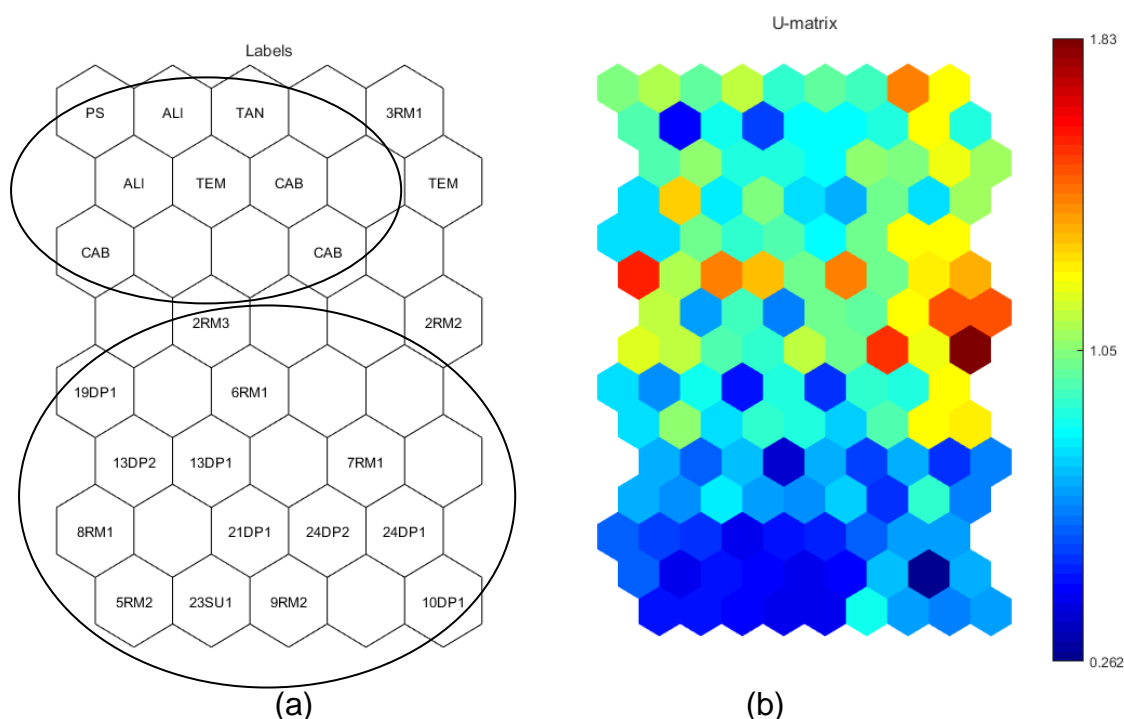 Labels
PS ALI TAN 3RM1
ALI TEM CAB TEM
CAB CAB
2RM3 2RM2
19DP1 6RM1
13DP2 13DP1 7RM1
8RM1 21DP1 24DP2 24DP1
5RM2 23SU1 9RM2 10DP1
(a)
U-matrix
1.83
1.05
0.262
(b)